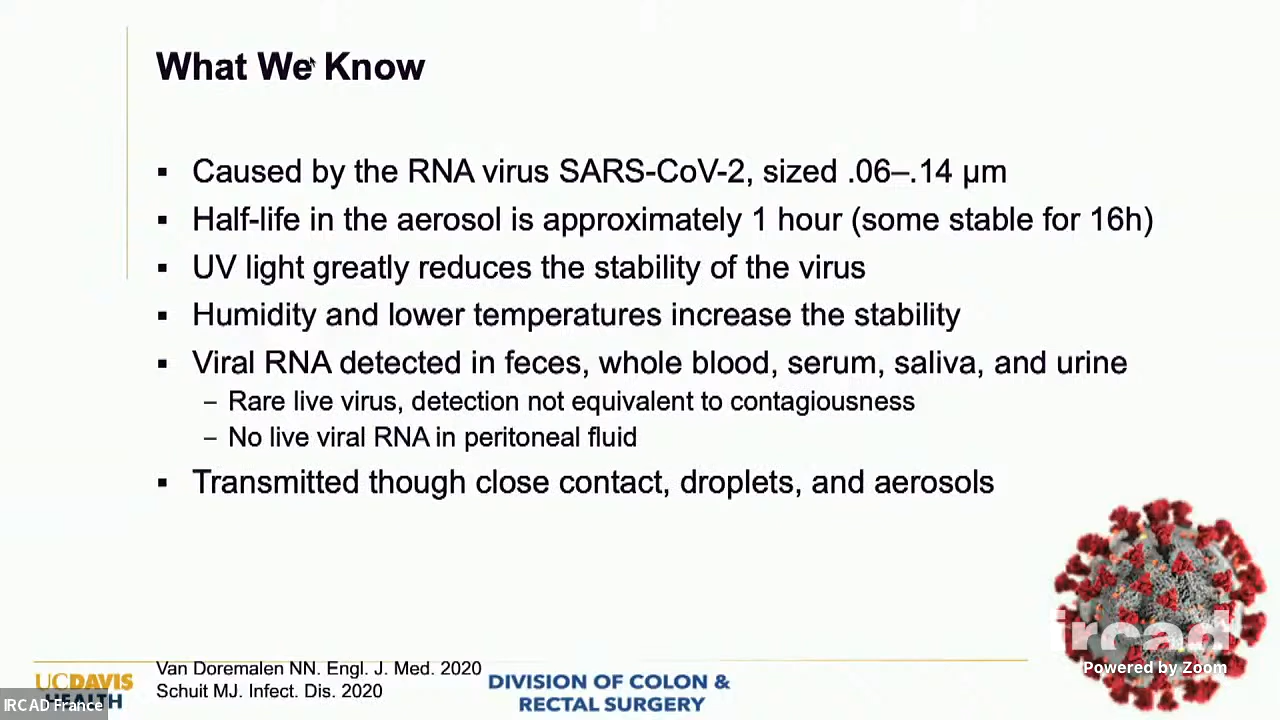 What We Know
▪ Caused by the RNA virus SARS-CoV-2, sized .06–.14 μm
▪ Half-life in the aerosol is approximately 1 hour (some stable for 16h)
▪ UV light greatly reduces the stability of the virus
▪ Humidity and lower temperatures increase the stability
▪ Viral RNA detected in feces, whole blood, serum, saliva, and urine
– Rare live virus, detection not equivalent to contagiousness
– No live viral RNA in peritoneal fluid
▪ Transmitted though close contact, droplets, and aerosols
ircad
Powered by Zoom
Van Doremalen NN. Engl. J. Med. 2020
Schuit MJ. Infect. Dis. 2020
UCDAVIS
HEALTH
IRCAD France
DIVISION OF COLON &
RECTAL SURGERY